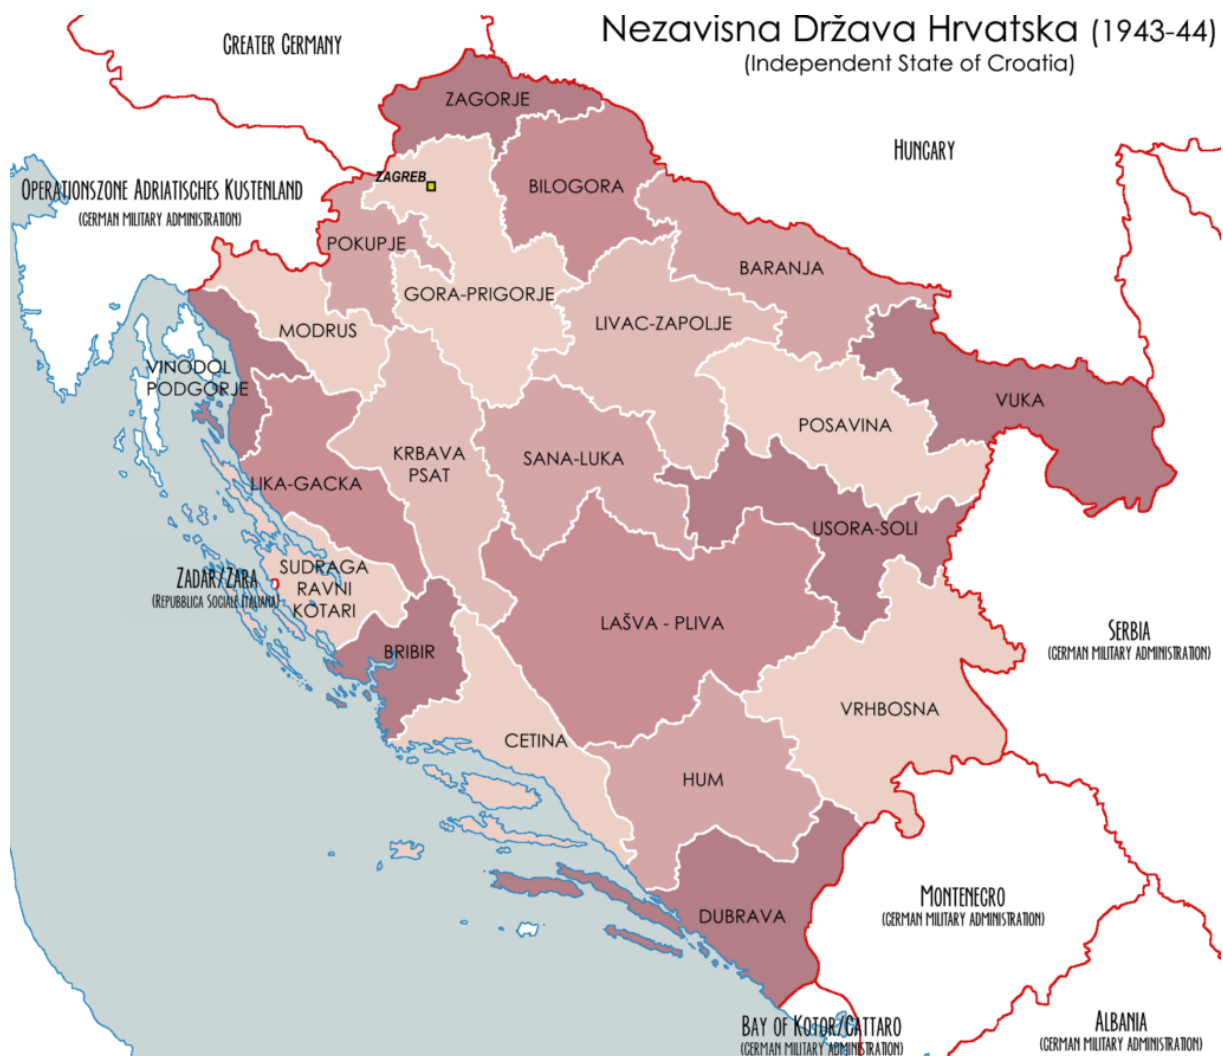 Nezavisna Država Hrvatska (1943-44)
(Independent State of Croatia)
Greater Germany
ZAGORJE
Hungary
ZAGREB
BILOGORA
Operationszone Adriatisches Kustenland
(German Military Administration)
POKUPJE
BARANJA
GORA-PRIGORJE
LIVAC-ZAPOLJE
MODRUS
VINODOL
PODGORJE
VUKA
POSAVINA
KRBAVA
PSAT
SANA-LUKA
LIKA-GACKA
USORA-SOLI
SUDRAGA
RAVNI
KOTARI
Zadar/Zara
(Repubblica Sociale Italiana)
LAŠVA - PLIVA
Serbia
(German Military Administration)
BRIBIR
VRHBOSNA
CETINA
HUM
Montenegro
(German Military Administration)
DUBRAVA
Bay of Kotor/Cattaro
(German Military Administration)
Albania
(German Military Administration)